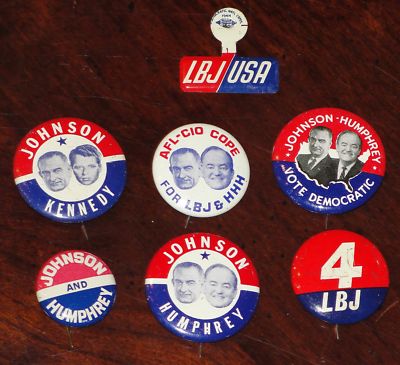 LBJ/USA
JOHNSON
KENNEDY
AFL-CIO COPE
FOR LBJ & HHH
JOHNSON-HUMPHREY
VOTE DEMOCRATIC
JOHNSON
AND
HUMPHREY
JOHNSON
HUMPHREY
4
LBJ